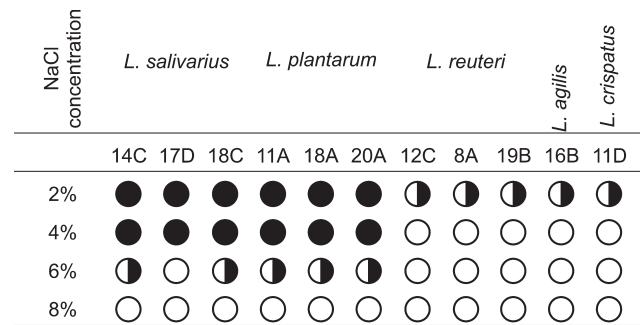 NaCl
concentration
L. salivarius L. plantarum L. reuteri L. agilis L. crispatus
14C 17D 18C 11A 18A 20A 12C 8A 19B 16B 11D
2%
4%
6%
8%